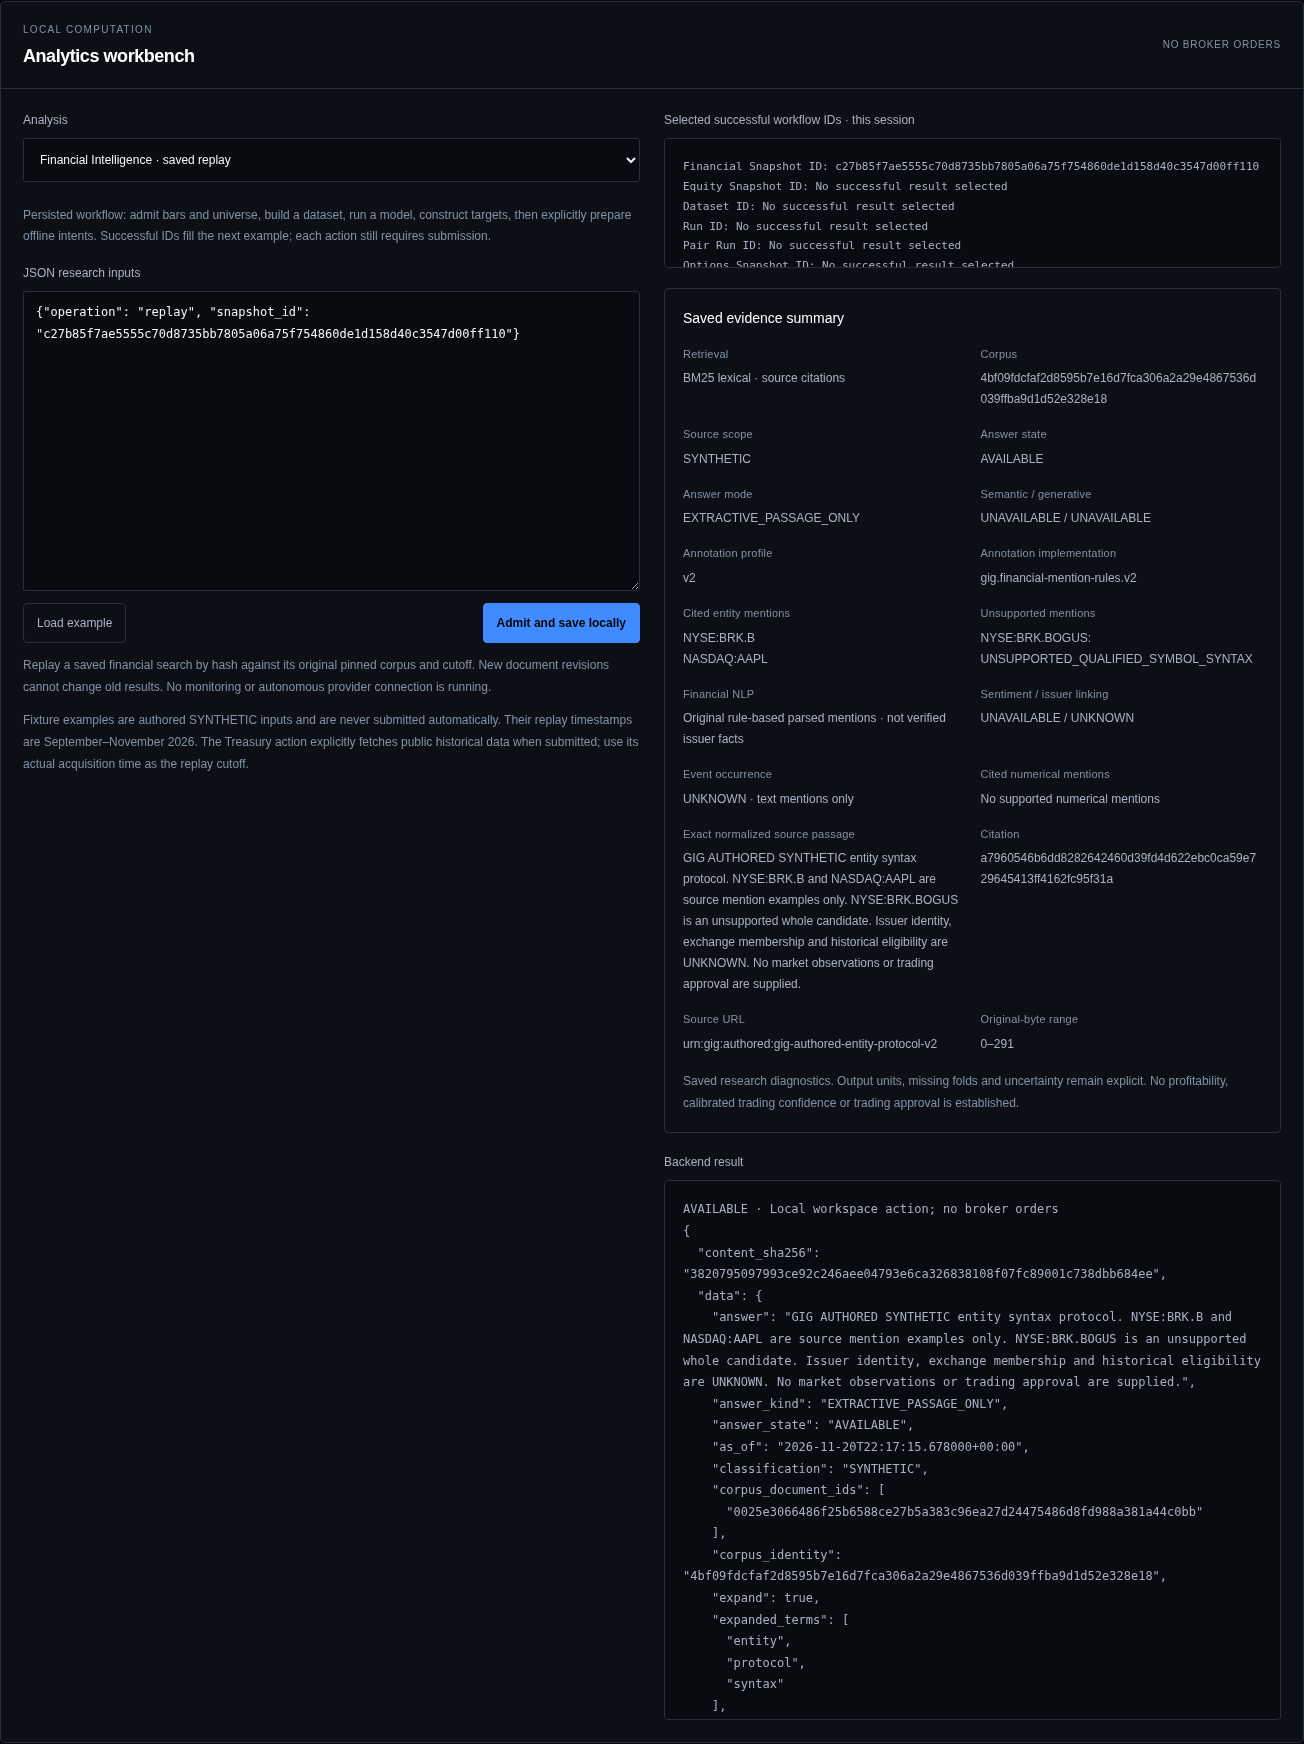 LOCAL COMPUTATION
Analytics workbench
NO BROKER ORDERS
Analysis
Financial Intelligence · saved replay
Persisted workflow: admit bars and universe, build a dataset, run a model, construct targets, then explicitly prepare
offline intents. Successful IDs fill the next example; each action still requires submission.
JSON research inputs
{"operation": "replay", "snapshot_id":
"c27b85f7ae5555c70d8735bb7805a06a75f754860de1d158d40c3547d00ff110"}
Load example
Admit and save locally
Replay a saved financial search by hash against its original pinned corpus and cutoff. New document revisions
cannot change old results. No monitoring or autonomous provider connection is running.
Fixture examples are authored SYNTHETIC inputs and are never submitted automatically. Their replay timestamps
are September–November 2026. The Treasury action explicitly fetches public historical data when submitted; use its
actual acquisition time as the replay cutoff.
Selected successful workflow IDs · this session
Financial Snapshot ID: c27b85f7ae5555c70d8735bb7805a06a75f754860de1d158d40c3547d00ff110
Equity Snapshot ID: No successful result selected
Dataset ID: No successful result selected
Run ID: No successful result selected
Pair Run ID: No successful result selected
Options Snapshot ID: No successful result selected
Saved evidence summary
Retrieval
BM25 lexical · source citations
Corpus
4bf09fdcfaf2d8595b7e16d7fca306a2a29e4867536d
039ffba9d1d52e328e18
Source scope
SYNTHETIC
Answer state
AVAILABLE
Answer mode
EXTRACTIVE_PASSAGE_ONLY
Semantic / generative
UNAVAILABLE / UNAVAILABLE
Annotation profile
v2
Annotation implementation
gig.financial-mention-rules.v2
Cited entity mentions
NYSE:BRK.B
NASDAQ:AAPL
Unsupported mentions
NYSE:BRK.BOGUS:
UNSUPPORTED_QUALIFIED_SYMBOL_SYNTAX
Financial NLP
Original rule-based parsed mentions · not verified
issuer facts
Sentiment / issuer linking
UNAVAILABLE / UNKNOWN
Event occurrence
UNKNOWN · text mentions only
Cited numerical mentions
No supported numerical mentions
Exact normalized source passage
GIG AUTHORED SYNTHETIC entity syntax
protocol. NYSE:BRK.B and NASDAQ:AAPL are
source mention examples only. NYSE:BRK.BOGUS
is an unsupported whole candidate. Issuer identity,
exchange membership and historical eligibility are
UNKNOWN. No market observations or trading
approval are supplied.
Citation
a7960546b6dd8282642460d39fd4d622ebc0ca59e7
29645413ff4162fc95f31a
Source URL
urn:gig:authored:gig-authored-entity-protocol-v2
Original-byte range
0–291
Saved research diagnostics. Output units, missing folds and uncertainty remain explicit. No profitability,
calibrated trading confidence or trading approval is established.
Backend result
AVAILABLE · Local workspace action; no broker orders
{
"content_sha256":
"3820795097993ce92c246aee04793e6ca326838108f07fc89001c738dbb684ee",
"data": {
"answer": "GIG AUTHORED SYNTHETIC entity syntax protocol. NYSE:BRK.B and
NASDAQ:AAPL are source mention examples only. NYSE:BRK.BOGUS is an unsupported
whole candidate. Issuer identity, exchange membership and historical eligibility
are UNKNOWN. No market observations or trading approval are supplied.",
"answer_kind": "EXTRACTIVE_PASSAGE_ONLY",
"answer_state": "AVAILABLE",
"as_of": "2026-11-20T22:17:15.678000+00:00",
"classification": "SYNTHETIC",
"corpus_document_ids": [
"0025e3066486f25b6588ce27b5a383c96ea27d24475486d8fd988a381a44c0bb"
],
"corpus_identity":
"4bf09fdcfaf2d8595b7e16d7fca306a2a29e4867536d039ffba9d1d52e328e18",
"expand": true,
"expanded_terms": [
"entity",
"protocol",
"syntax"
],